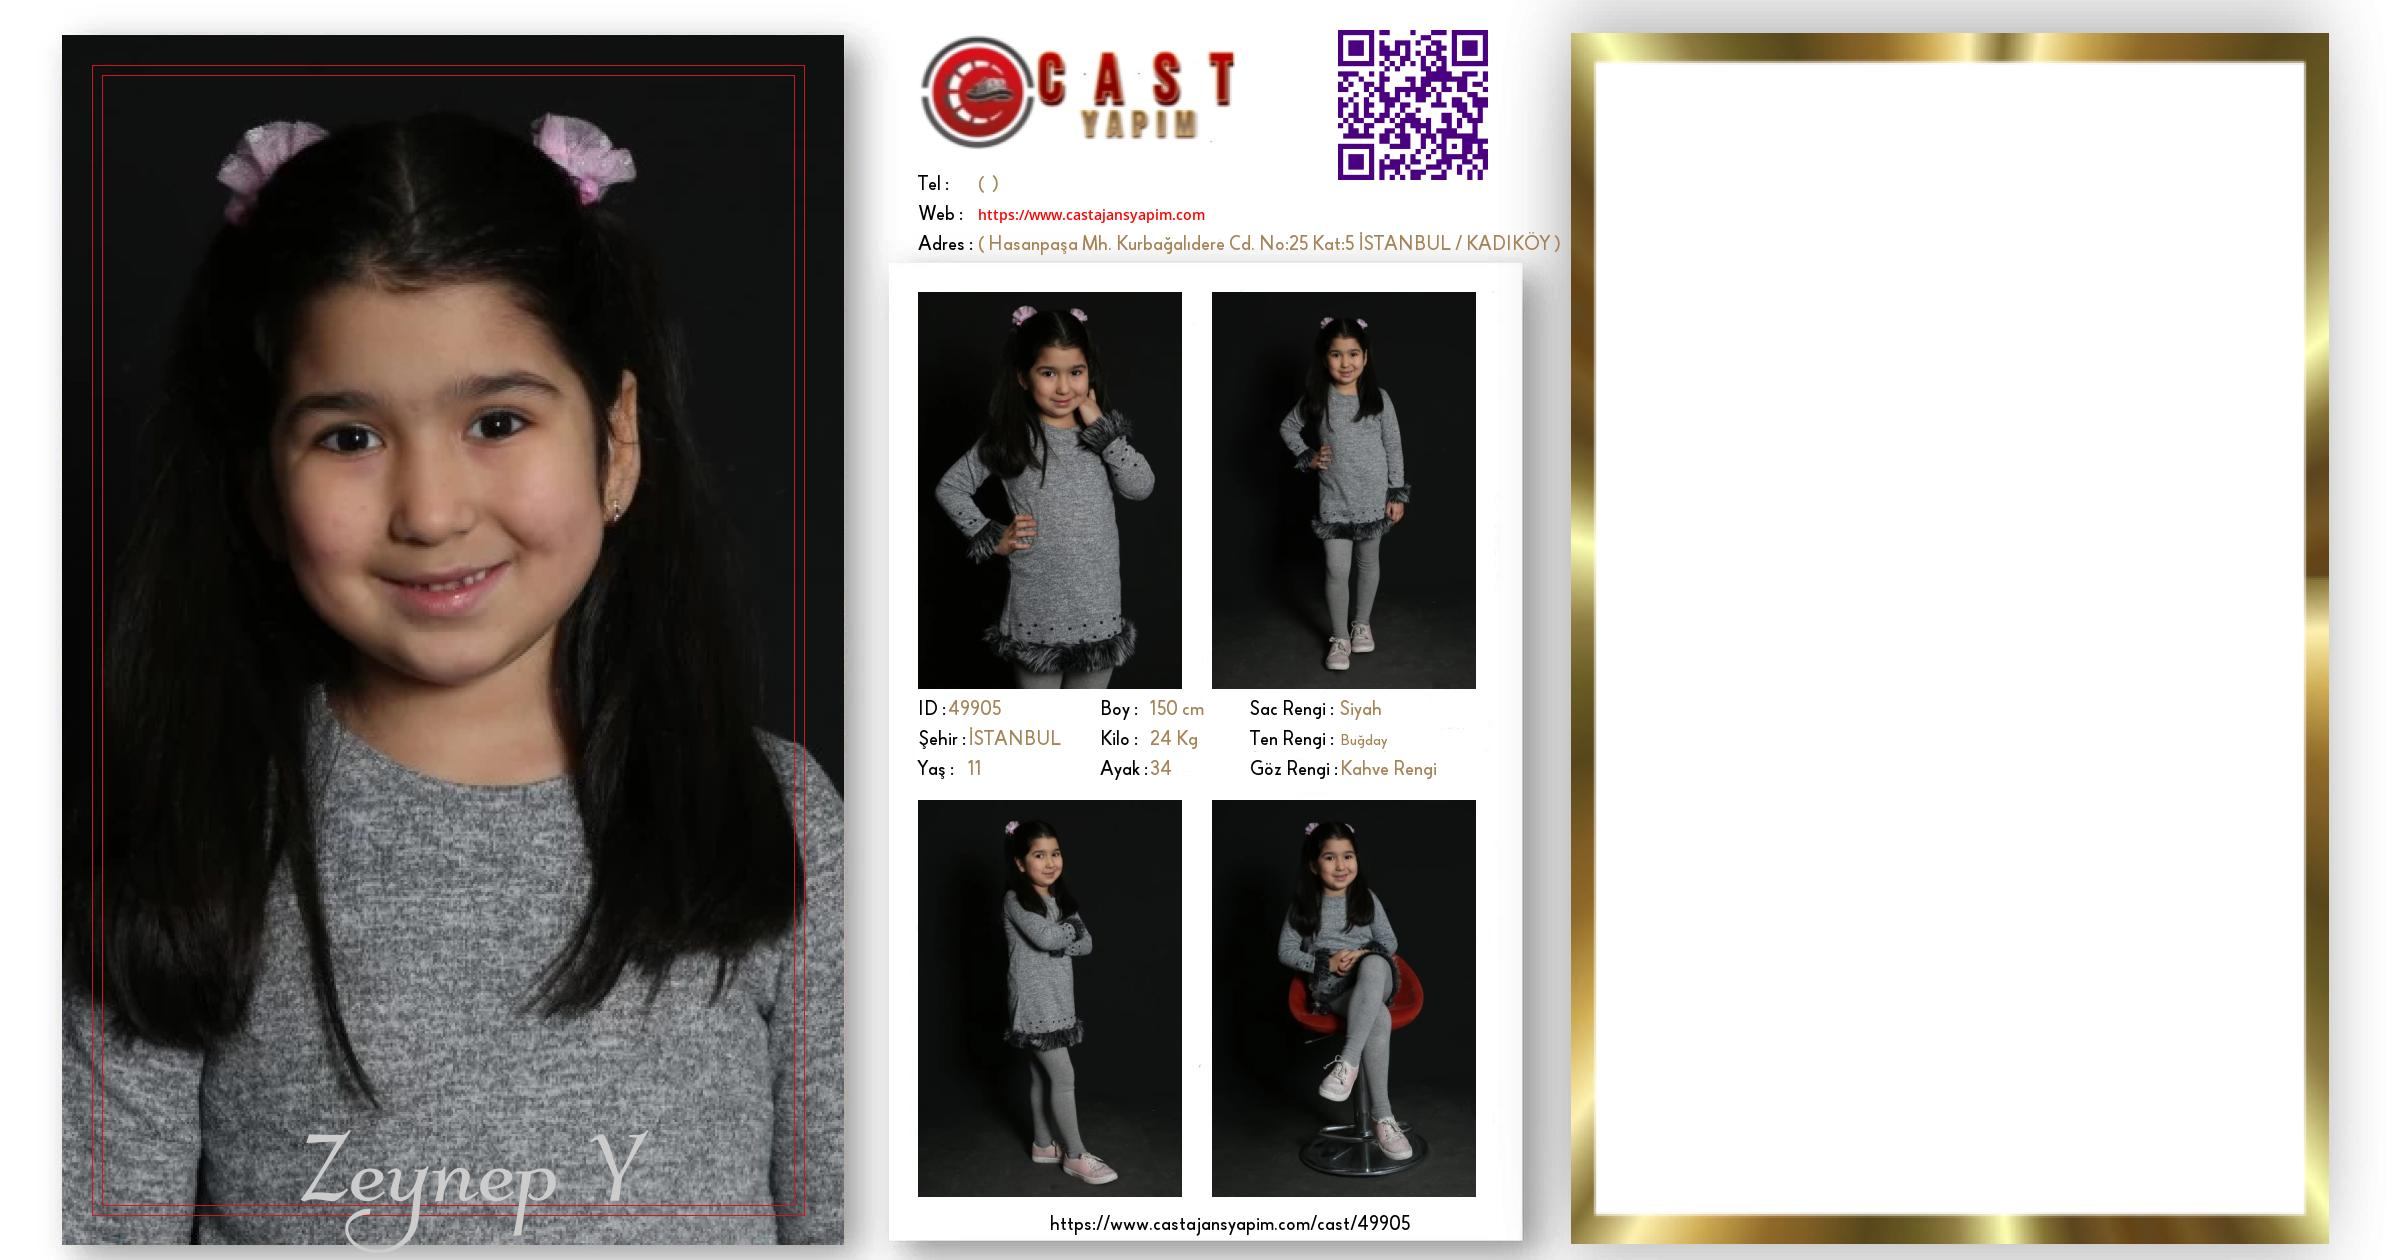 Zeynep Y
CAST
YAPIM
Tel : ( )
Web : https://www.castajansyapim.com
Adres : ( Hasanpaşa Mh. Kurbağalıdere Cd. No:25 Kat:5 İSTANBUL / KADIKÖY )
ID : 49905 Boy : 150 cm Sac Rengi : Siyah
Şehir : İSTANBUL Kilo : 24 Kg Ten Rengi : Buğday
Yaş : 11 Ayak : 34 Göz Rengi : Kahve Rengi
https://www.castajansyapim.com/cast/49905